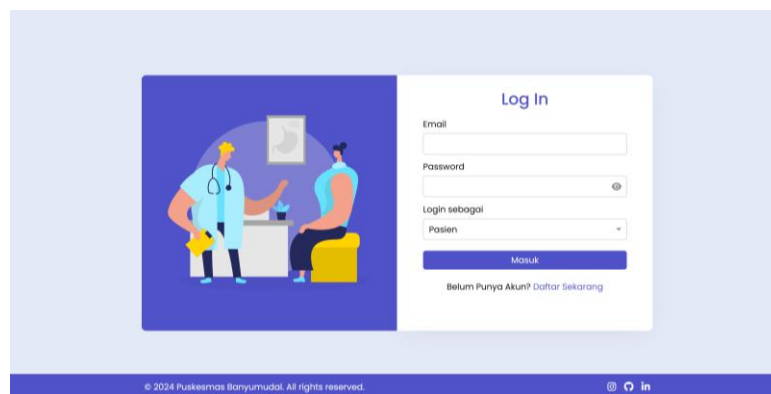 Log In
Email
Password
Login sebagai
Pasien
Masuk
Belum Punya Akun? Daftar Sekarang
© 2024 Puskesmas Banyumudal. All rights reserved.